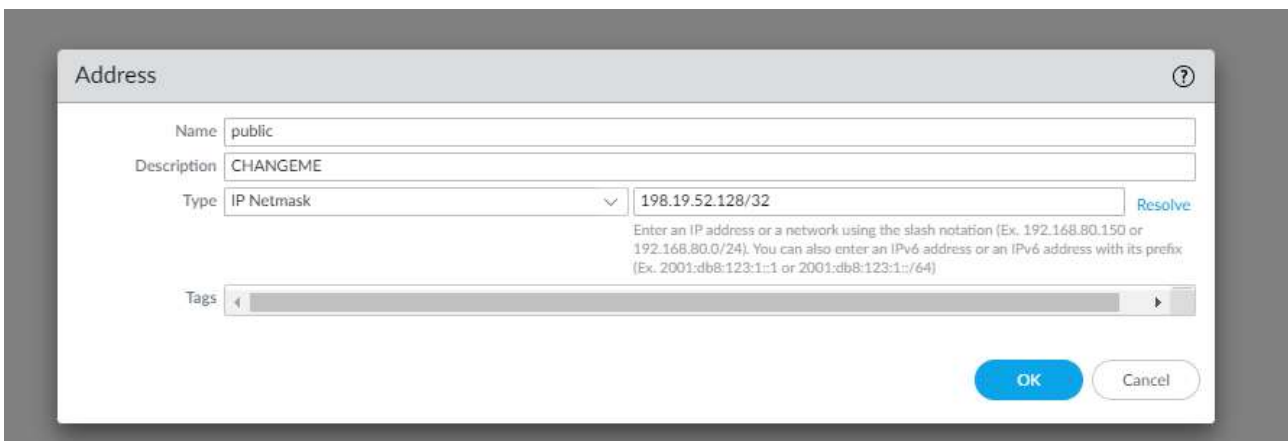 Address
Name public
Description CHANGEME
Type IP Netmask 198.19.52.128/32 Resolve
Enter an IP address or a network using the slash notation (Ex. 192.168.80.150 or
192.168.80.0/24). You can also enter an IPv6 address or an IPv6 address with its prefix
(Ex. 2001:db8:123:1::1 or 2001:db8:123:1::/64)
Tags
OK Cancel